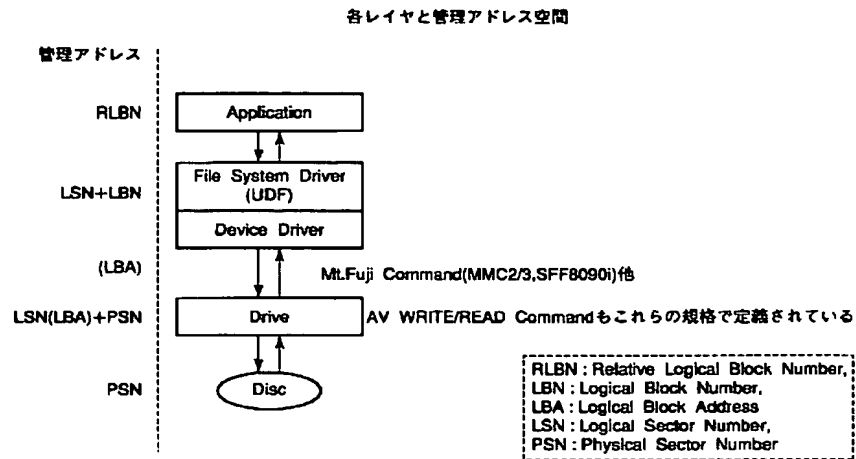 各レイヤと管理アドレス空間
管理アドレス
RLBN
Application
LSN+LBN
File System Driver
(UDF)
Device Driver
(LBA)
Mt.Fuji Command(MMC2/3,SFF8090i)他
LSN(LBA)+PSN
Drive
AV WRITE/READ Commandもこれらの規格で定義されている
PSN
Disc
RLBN : Relative Logical Block Number,
LBN : Logical Block Number,
LBA : Logical Block Address
LSN : Logical Sector Number,
PSN : Physical Sector Number